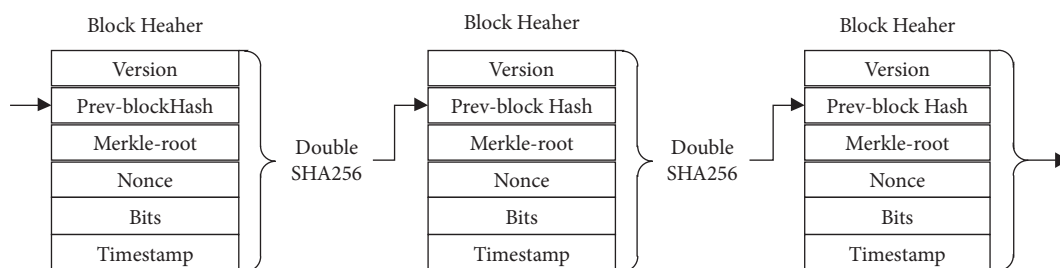 Block Heaher
Version
Prev-blockHash
Merkle-root
Nonce
Bits
Timestamp
Double
SHA256
Block Heaher
Version
Prev-block Hash
Merkle-root
Nonce
Bits
Timestamp
Double
SHA256
Block Heaher
Version
Prev-block Hash
Merkle-root
Nonce
Bits
Timestamp